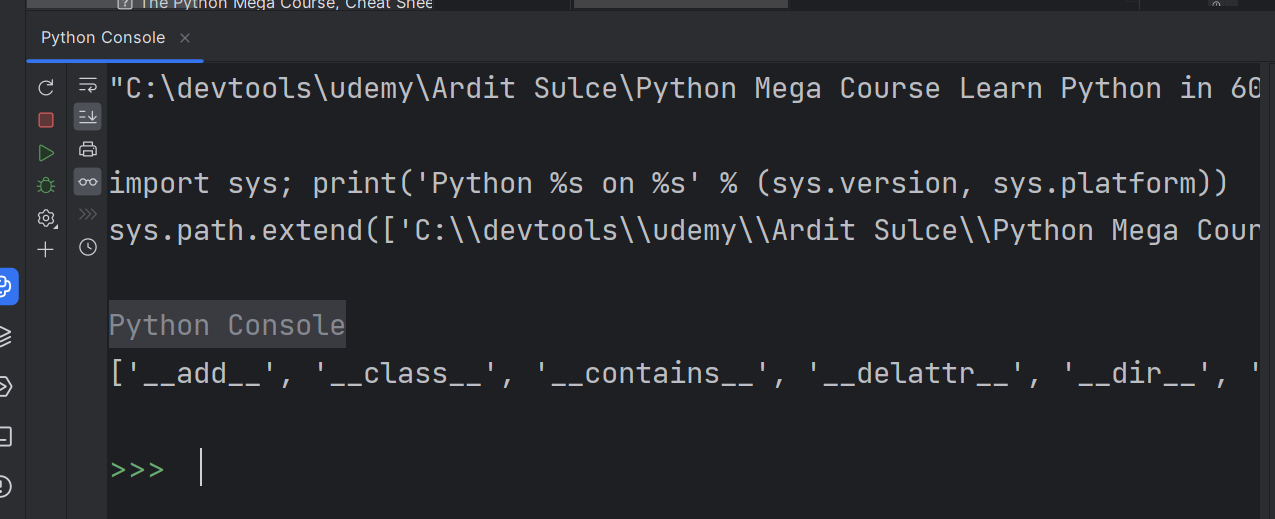 The Python Mega Course, Cheat Shee
Python Console
"C:\devtools\udemy\Ardit Sulce\Python Mega Course Learn Python in 60
import sys; print('Python %s on %s' % (sys.version, sys.platform))
sys.path.extend(['C:\\devtools\\udemy\\Ardit Sulce\\Python Mega Cour
Python Console
['__add__', '__class__', '__contains__', '__delattr__', '__dir__', '
>>>